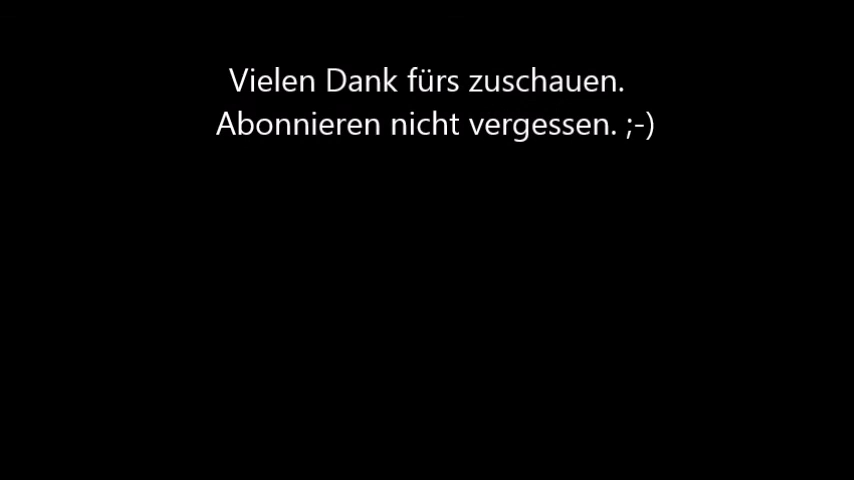 Vielen Dank fürs zuschauen.
Abonnieren nicht vergessen. ;-)